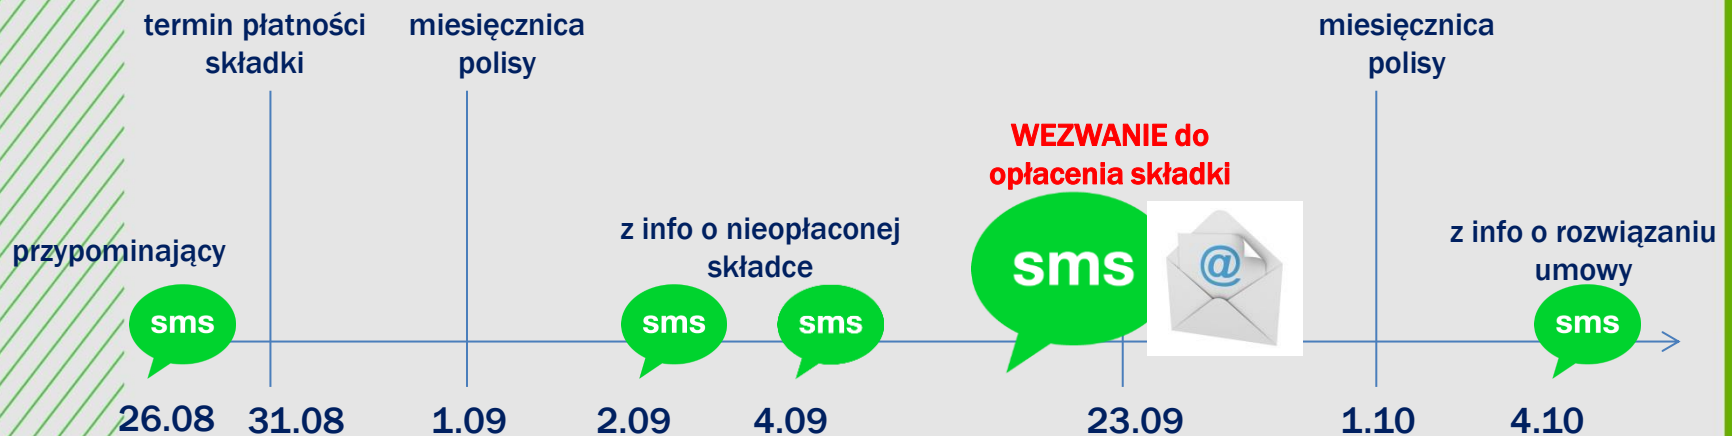 termin płatności
składki
miesięcznica
polisy
miesięcznica
polisy
WEZWANIE do
opłacenia składki
przypominający
z info o nieopłaconej
składce
z info o rozwiązaniu
umowy
sms
sms
sms
sms
@
sms
26.08
31.08
1.09
2.09
4.09
23.09
1.10
4.10